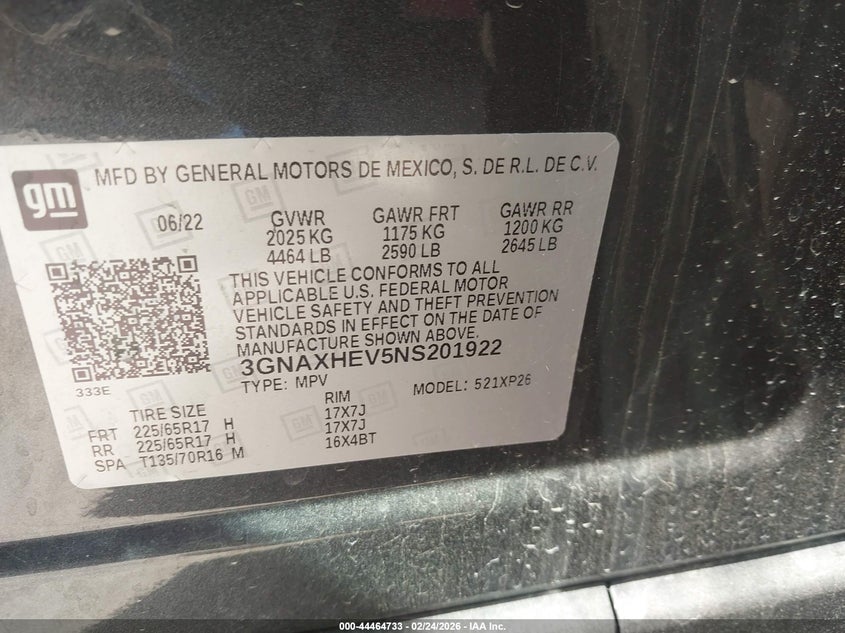 gm
MFD BY GENERAL MOTORS DE MEXICO, S. DE R.L. DE C.V.
06/22 GVWR GAWR FRT GAWR RR
2025 KG 1175 KG 1200 KG
4464 LB 2590 LB 2645 LB
THIS VEHICLE CONFORMS TO ALL
APPLICABLE U.S. FEDERAL MOTOR
VEHICLE SAFETY AND THEFT PREVENTION
STANDARDS IN EFFECT ON THE DATE OF
MANUFACTURE SHOWN ABOVE.
3GNAXHEV5NS201922
333E
TYPE: MPV MODEL: 521XP26
TIRE SIZE RIM
FRT 225/65R17 H 17X7J
RR 225/65R17 H 17X7J
SPA T135/70R16 M 16X4BT
000-44464733 - 02/24/2026 - IAA Inc.